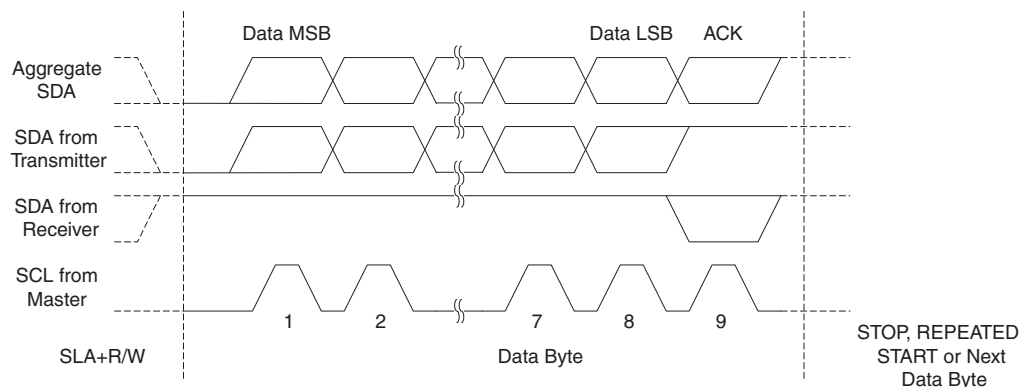 Data MSB
Data LSB
ACK
Aggregate
SDA
SDA from
Transmitter
SDA from
Receiver
SCL from
Master
1
2
7
8
9
SLA+R/W
Data Byte
STOP, REPEATED
START or Next
Data Byte